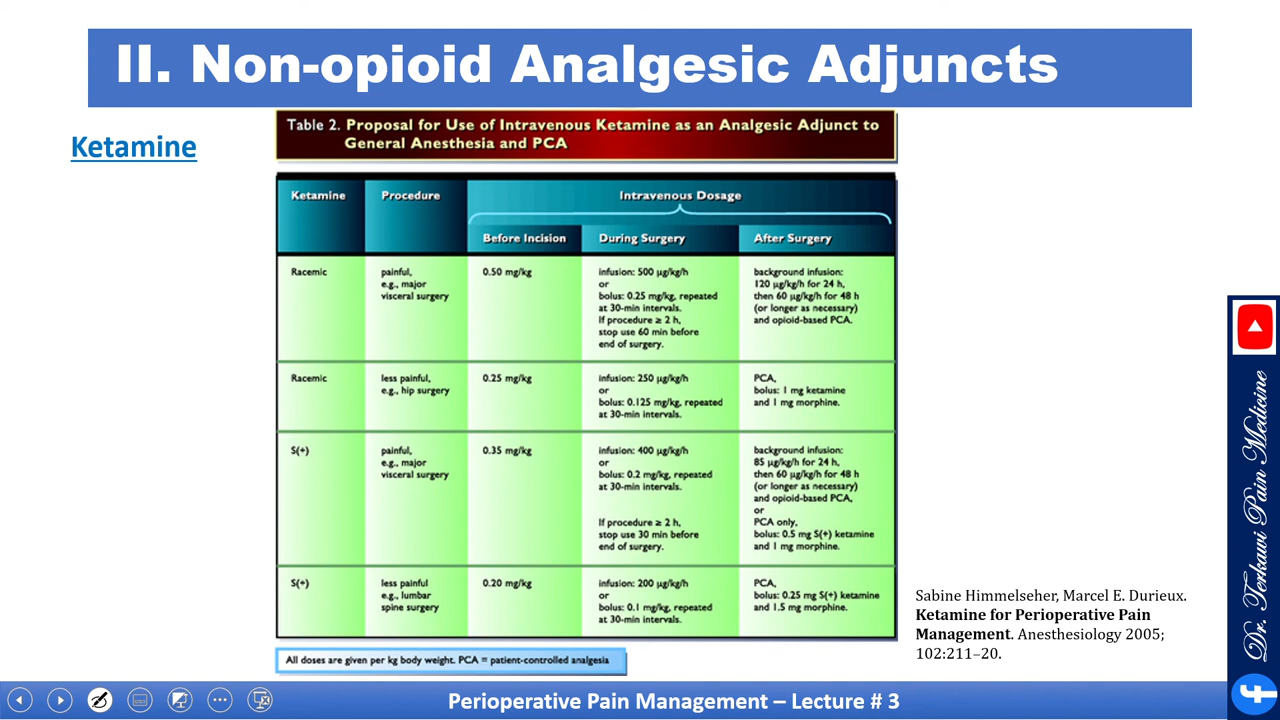 II. Non-opioid Analgesic Adjuncts
Ketamine
Table 2. Proposal for Use of Intravenous Ketamine as an Analgesic Adjunct to
General Anesthesia and PCA
Ketamine
Procedure
Intravenous Dosage
Before Incision
During Surgery
After Surgery
Racemic
painful,
e.g., major
visceral surgery
0.50 mg/kg
infusion: 500 µg/kg/h
or
bolus: 0.25 mg/kg, repeated
at 30-min intervals.
If procedure ≥ 2 h,
stop use 60 min before
end of surgery.
background infusion:
120 µg/kg/h for 24 h,
then 60 µg/kg/h for 48 h
(or longer as necessary)
and opioid-based PCA.
Racemic
less painful,
e.g., hip surgery
0.25 mg/kg
infusion: 250 µg/kg/h
or
bolus: 0.125 mg/kg, repeated
at 30-min intervals.
PCA,
bolus: 1 mg ketamine
and 1 mg morphine.
S(+)
painful,
e.g., major
visceral surgery
0.35 mg/kg
infusion: 400 µg/kg/h
or
bolus: 0.2 mg/kg, repeated
at 30-min intervals.
If procedure ≥ 2 h,
stop use 30 min before
end of surgery.
background infusion:
85 µg/kg/h for 24 h,
then 60 µg/kg/h for 48 h
(or longer as necessary)
and opioid-based PCA,
or
PCA only,
bolus: 0.5 mg S(+) ketamine
and 1 mg morphine.
S(+)
less painful
e.g., lumbar
spine surgery
0.20 mg/kg
infusion: 200 µg/kg/h
or
bolus: 0.1 mg/kg, repeated
at 30-min intervals.
PCA,
bolus: 0.25 mg S(+) ketamine
and 1.5 mg morphine.
All doses are given per kg body weight. PCA = patient-controlled analgesia
Sabine Himmelseher, Marcel E. Durieux.
Ketamine for Perioperative Pain
Management. Anesthesiology 2005;
102:211–20.
Dr. Terkawi Pain Medicine
Perioperative Pain Management – Lecture # 3